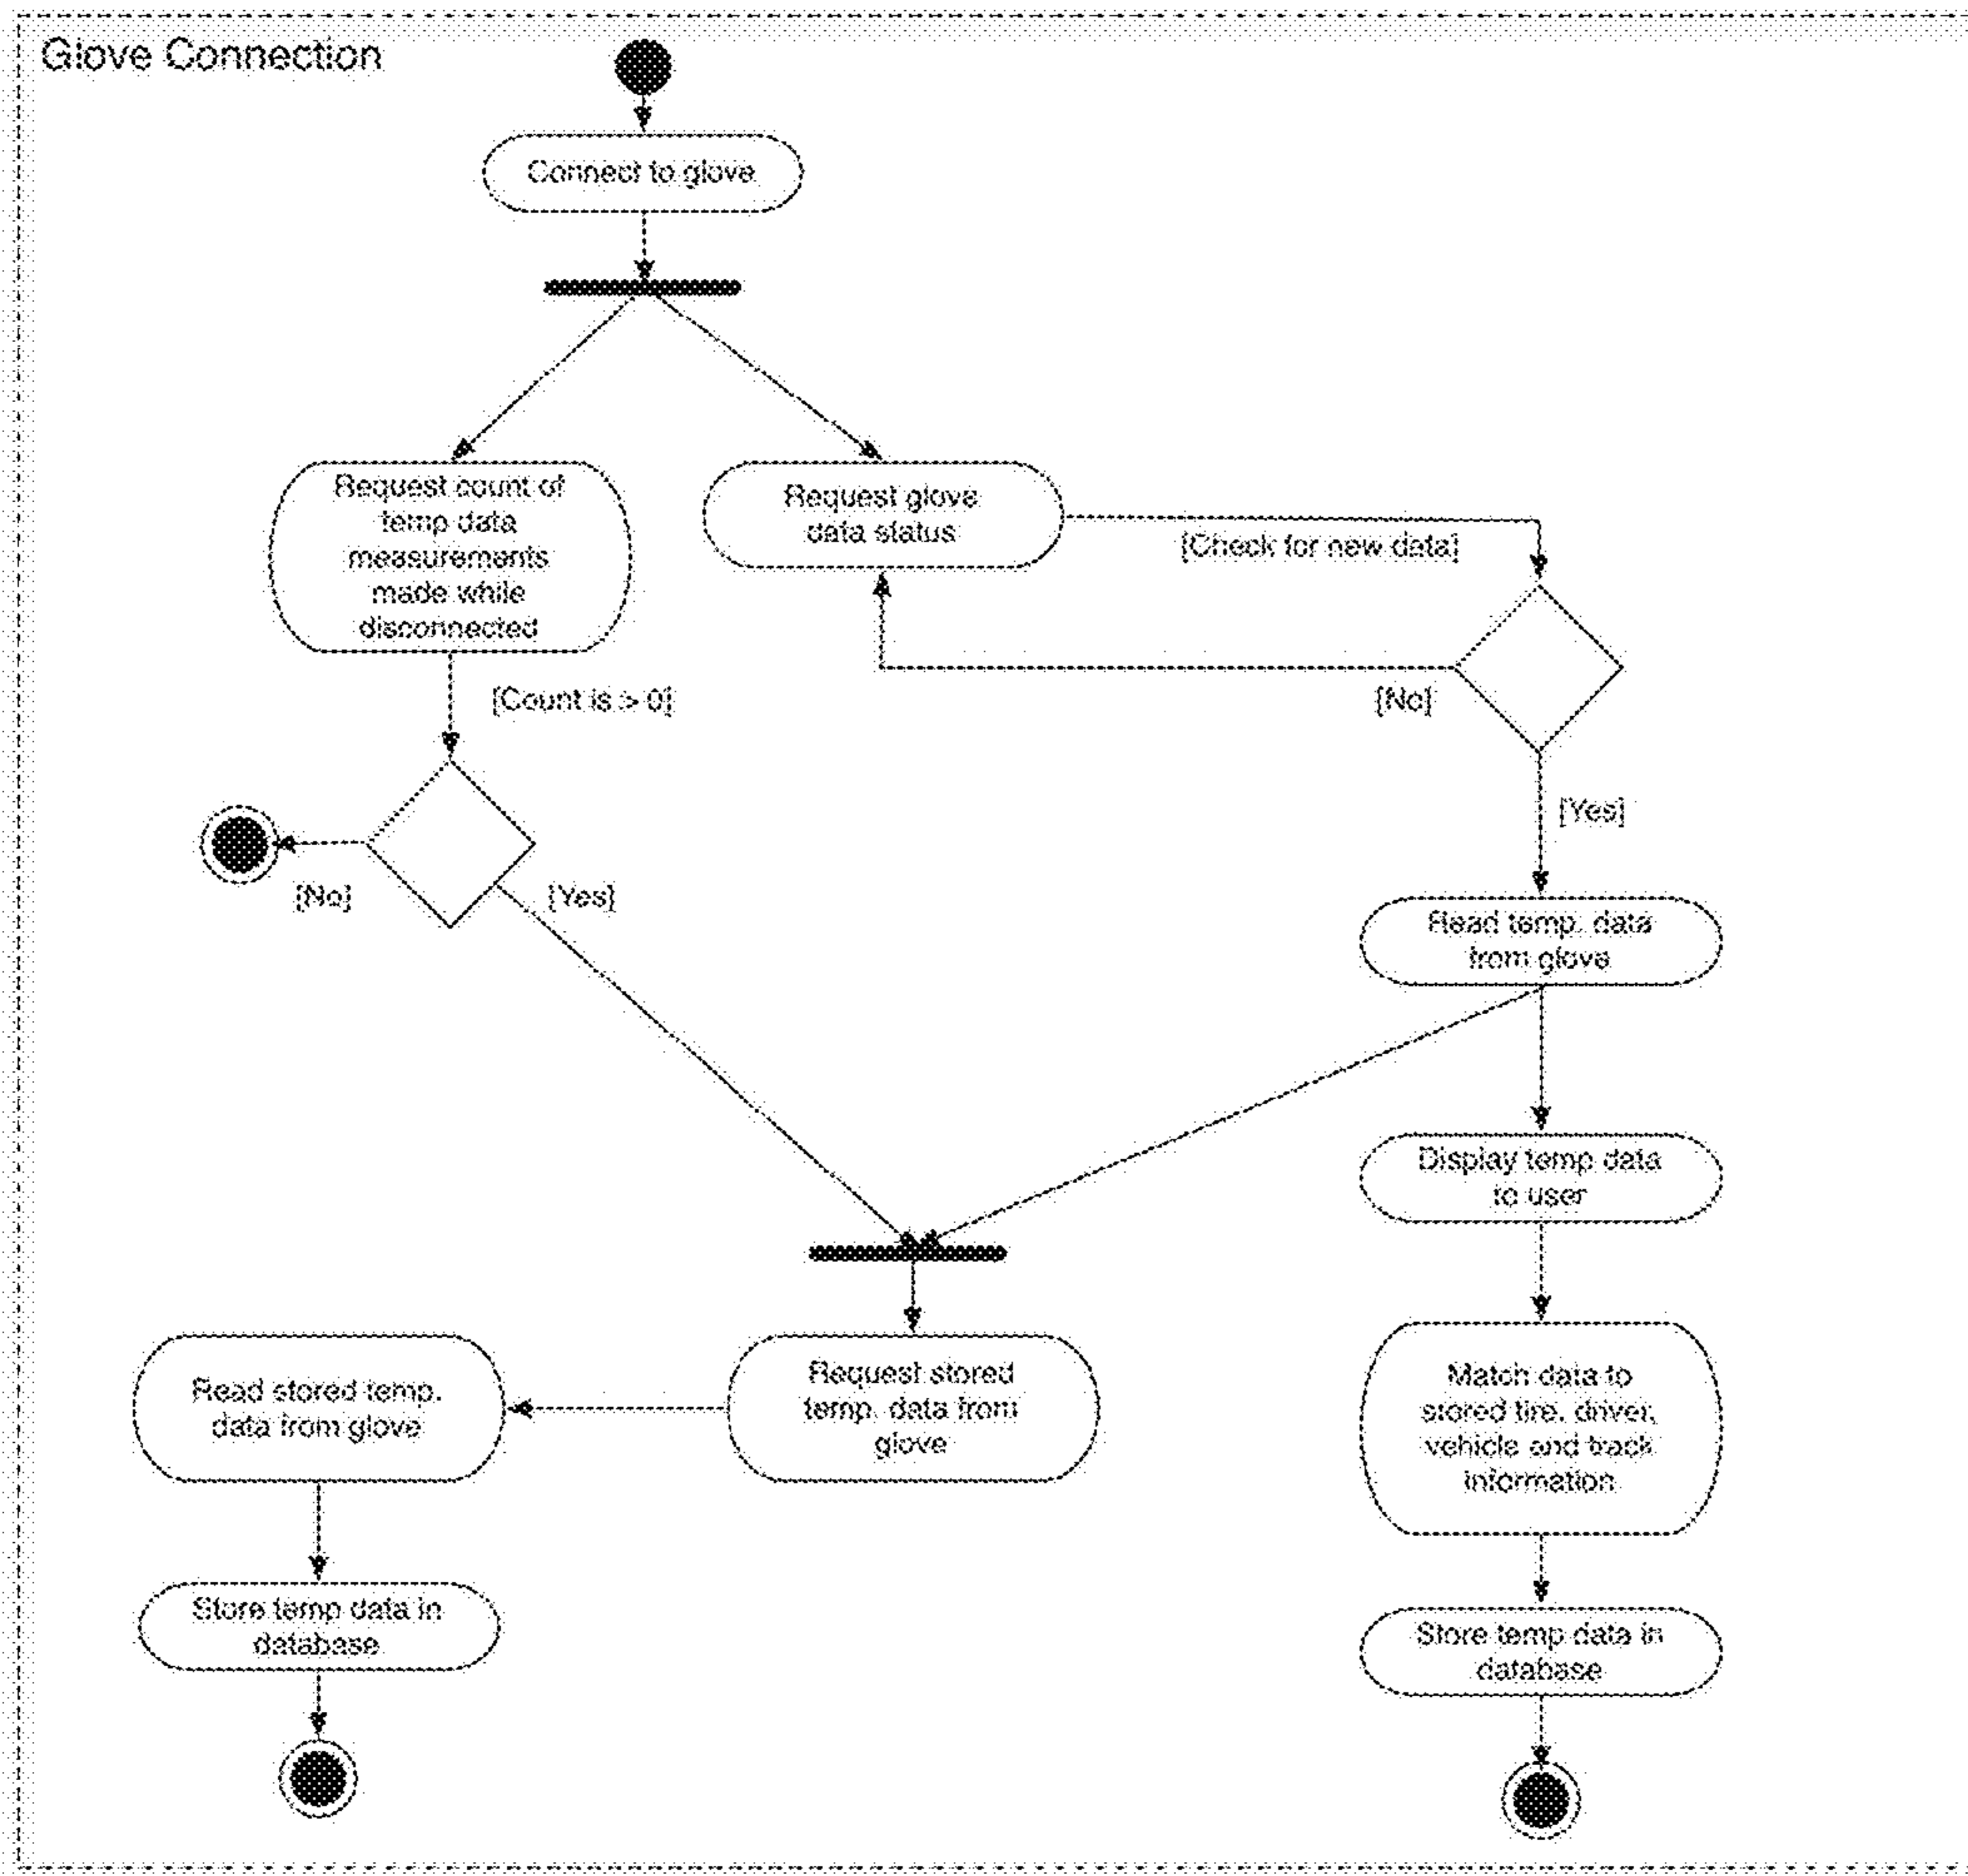 Glove Connection
Connect to glove
Request count of
temp data
measurements
made while
disconnected
Request glove
data status
[Check for new data]
[Count is > 0]
[No]
[Yes]
[No]
[Yes]
Read temp. data
from glove
Display temp data
to user
Request stored
temp. data from
glove
Read stored temp.
data from glove
Match data to
stored tire, driver,
vehicle and track
information
Store temp data in
database
Store temp data in
database